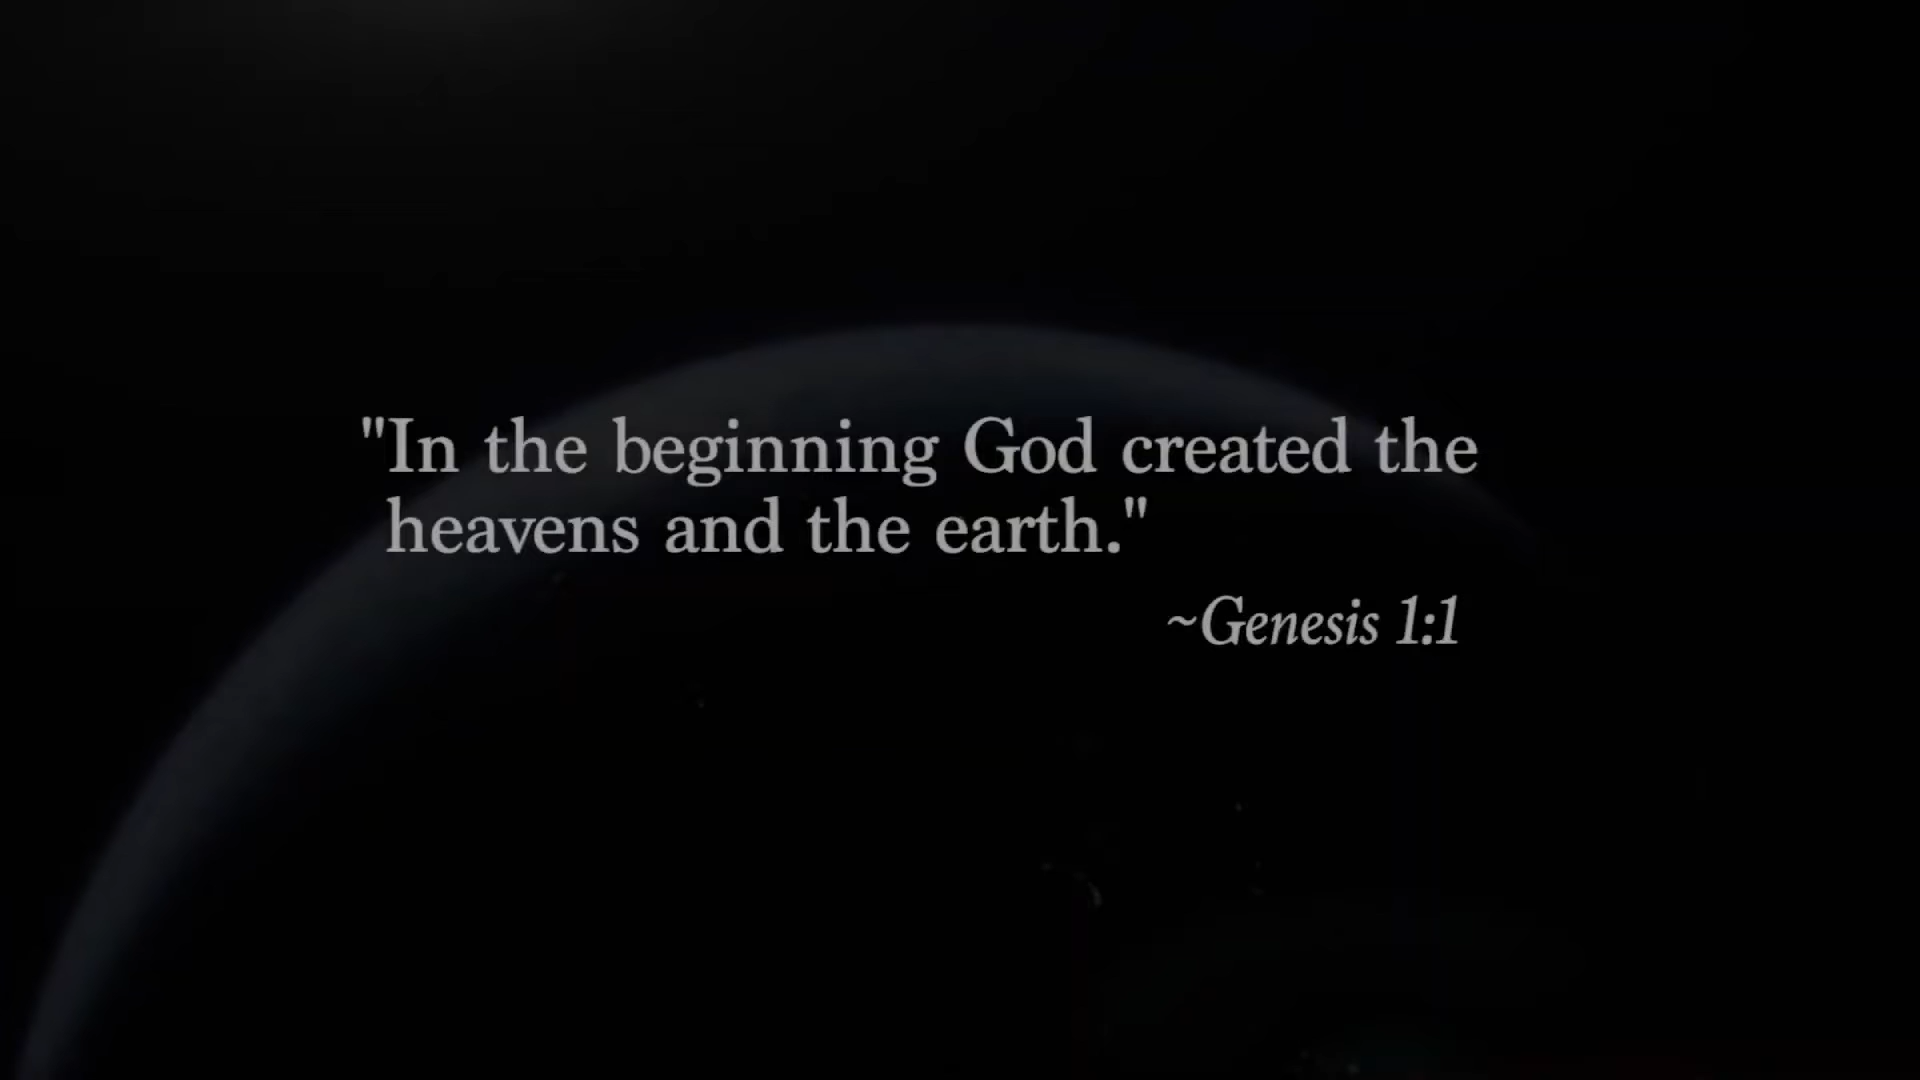 "In the beginning God created the
heavens and the earth."
~Genesis 1:1